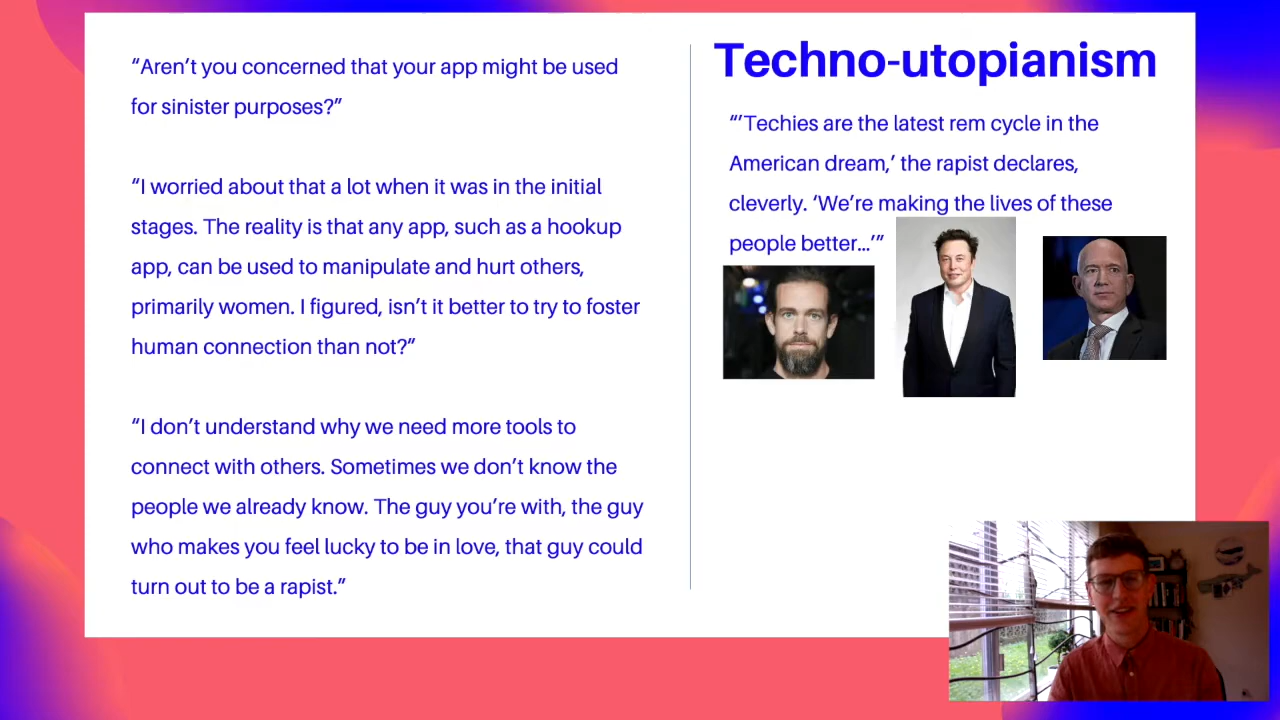 “Aren’t you concerned that your app might be used
for sinister purposes?”
“I worried about that a lot when it was in the initial
stages. The reality is that any app, such as a hookup
app, can be used to manipulate and hurt others,
primarily women. I figured, isn’t it better to try to foster
human connection than not?”
“I don’t understand why we need more tools to
connect with others. Sometimes we don’t know the
people we already know. The guy you’re with, the guy
who makes you feel lucky to be in love, that guy could
turn out to be a rapist.”
Techno-utopianism
“’Techies are the latest rem cycle in the
American dream,’ the rapist declares,
cleverly. ‘We’re making the lives of these
people better...’”